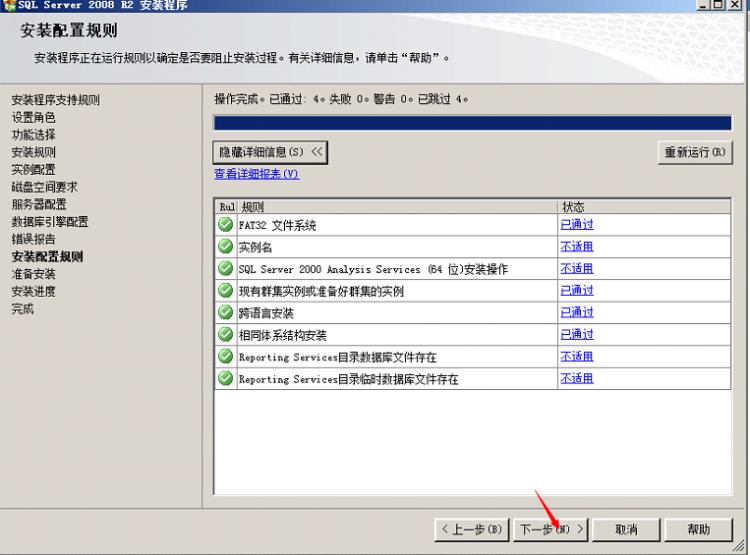 SQL Server 2008 R2 安装程序
安装配置规则
安装程序正在运行规则以确定是否要阻止安装过程。有关详细信息，请单击“帮助”。
安装程序支持规则
设置角色
功能选择
安装规则
实例配置
磁盘空间要求
服务器配置
数据库引擎配置
错误报告
安装配置规则
准备安装
安装进度
完成
操作完成。已通过: 4。失败 0。警告 0。已跳过 4。
隐藏详细信息(S) <<
重新运行(R)
查看详细报表(V)
Rul 规则 状态
FAT32 文件系统 已通过
实例名 不适用
SQL Server 2000 Analysis Services (64 位)安装操作 不适用
现有群集实例或准备好群集的实例 已通过
跨语言安装 已通过
相同体系结构安装 已通过
Reporting Services目录数据库文件存在 不适用
Reporting Services目录临时数据库文件存在 不适用
< 上一步(B) 下一步(N) > 取消 帮助